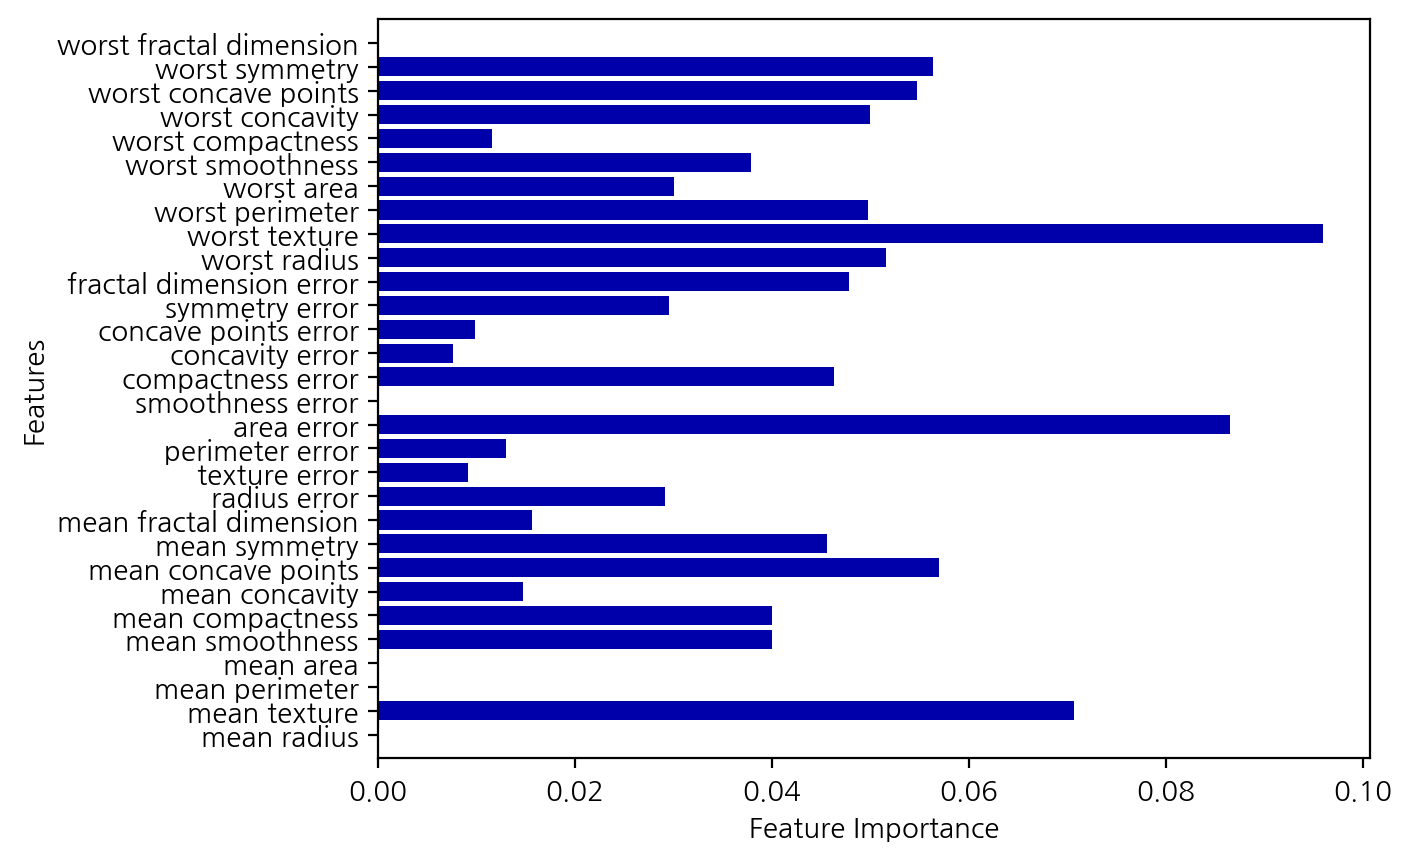 worst fractal dimension
worst symmetry
worst concave points
worst concavity
worst compactness
worst smoothness
worst area
worst perimeter
worst texture
worst radius
fractal dimension error
symmetry error
concave points error
concavity error
compactness error
smoothness error
area error
perimeter error
texture error
radius error
mean fractal dimension
mean symmetry
mean concave points
mean concavity
mean compactness
mean smoothness
mean area
mean perimeter
mean texture
mean radius
Features
0.00 0.02 0.04 0.06 0.08 0.10
Feature Importance